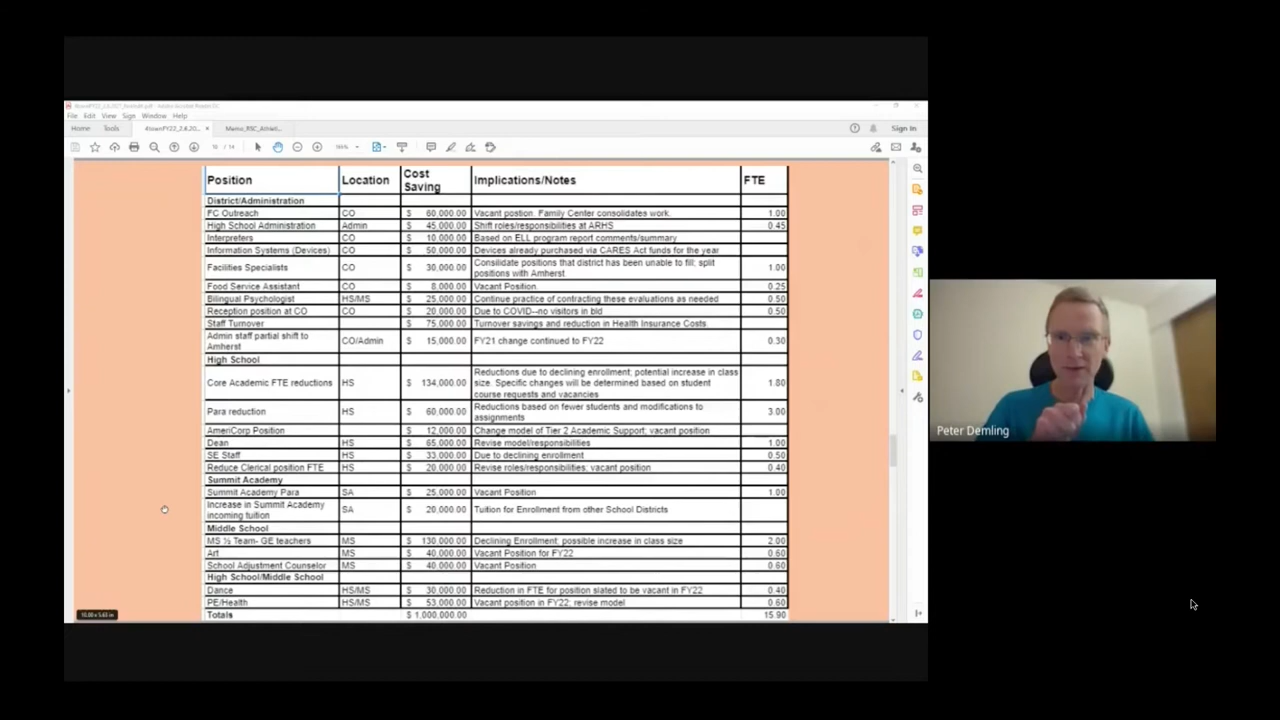 File Edit View Sign Window Help
Home Tools 4townFY22_2.8.20... × Memo_RSC_Athleti... Sign In
Position Location Cost Saving Implications/Notes FTE
District/Administration
FC Outreach CO $ 60,000.00 Vacant postion. Family Center consolidates work. 1.00
High School Administration Admin $ 45,000.00 Shift roles/responsibilities at ARHS 0.45
Interpreters CO $ 10,000.00 Based on ELL program report comments/summary
Information Systems (Devices) CO $ 50,000.00 Devices already purchased via CARES Act funds for the year
Facilities Specialists CO $ 30,000.00 Consilidate positions that district has been unable to fill; split positions with Amherst 1.00
Food Service Assistant CO $ 8,000.00 Vacant Position. 0.25
Bilingual Psychologist HS/MS $ 25,000.00 Continue practice of contracting these evaluations as needed 0.50
Reception position at CO CO $ 20,000.00 Due to COVID--no visitors in bld 0.50
Staff Turnover $ 75,000.00 Turnover savings and reduction in Health Insurance Costs.
Admin staff partial shift to Amherst CO/Admin $ 15,000.00 FY21 change continued to FY22 0.30
High School
Core Academic FTE reductions HS $ 134,000.00 Reductions due to declining enrollment; potential increase in class size. Specific changes will be determined based on student course requests and vacancies 1.80
Para reduction HS $ 60,000.00 Reductions based on fewer students and modifications to assignments 3.00
AmeriCorp Position $ 12,000.00 Change model of Tier 2 Academic Support; vacant position
Dean HS $ 65,000.00 Revise model/responsibilities 1.00
SE Staff HS $ 33,000.00 Due to declining enrollment 0.50
Reduce Clerical position FTE HS $ 20,000.00 Revise roles/responsibilities; vacant position 0.40
Summit Academy
Summit Academy Para SA $ 25,000.00 Vacant Position 1.00
Increase in Summit Academy incoming tuition SA $ 20,000.00 Tuition for Enrollment from other School Districts
Middle School
MS ½ Team- GE teachers MS $ 130,000.00 Declining Enrollment; possible increase in class size 2.00
Art MS $ 40,000.00 Vacant Position for FY22 0.60
School Adjustment Counselor MS $ 40,000.00 Vacant Position 0.60
High School/Middle School
Dance HS/MS $ 30,000.00 Reduction in FTE for position slated to be vacant in FY22 0.40
PE/Health HS/MS $ 53,000.00 Vacant position in FY22; revise model 0.60
Totals $ 1,000,000.00 15.90
Peter Demling